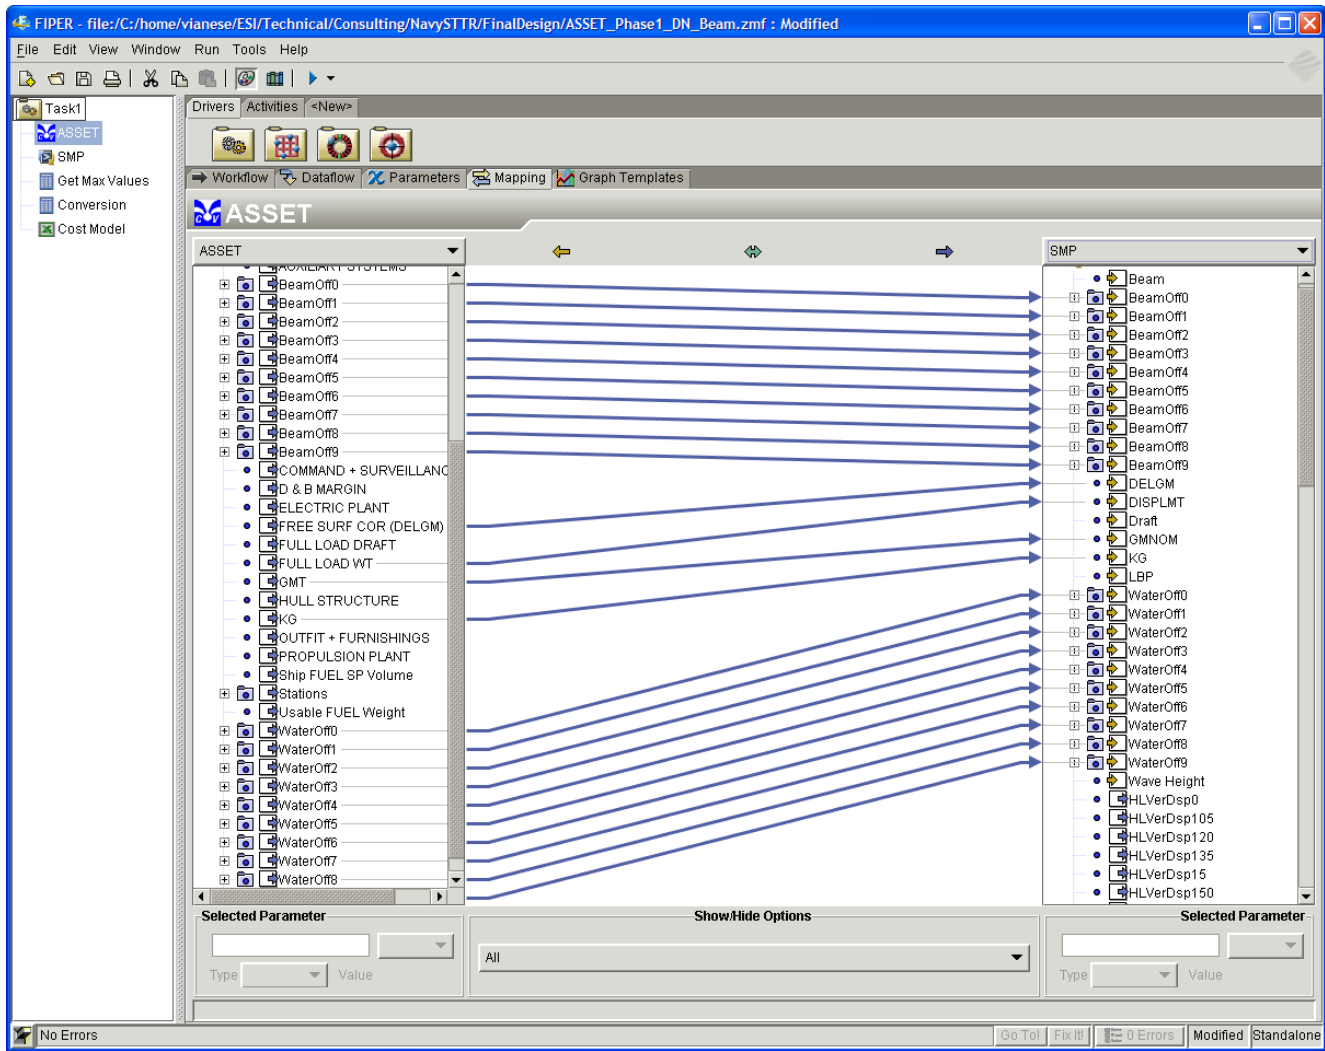 FIPER - file:/C:/home/vianese/ESI/Technical/Consulting/NavySTTR/FinalDesign/ASSET_Phase1_DN_Beam.zmf : Modified
File Edit View Window Run Tools Help
Task1
ASSET
SMP
Get Max Values
Conversion
Cost Model
Drivers Activities <New>
Workflow Dataflow Parameters Mapping Graph Templates
ASSET
ASSET
AUXILIARY SYSTEMS
BeamOff0
BeamOff1
BeamOff2
BeamOff3
BeamOff4
BeamOff5
BeamOff6
BeamOff7
BeamOff8
BeamOff9
COMMAND + SURVEILLANC
D & B MARGIN
ELECTRIC PLANT
FREE SURF COR (DELGM)
FULL LOAD DRAFT
FULL LOAD WT
GMT
HULL STRUCTURE
KG
OUTFIT + FURNISHINGS
PROPULSION PLANT
Ship FUEL SP Volume
Stations
Usable FUEL Weight
WaterOff0
WaterOff1
WaterOff2
WaterOff3
WaterOff4
WaterOff5
WaterOff6
WaterOff7
WaterOff8
SMP
Beam
BeamOff0
BeamOff1
BeamOff2
BeamOff3
BeamOff4
BeamOff5
BeamOff6
BeamOff7
BeamOff8
BeamOff9
DELGM
DISPLMT
Draft
GMNOM
KG
LBP
WaterOff0
WaterOff1
WaterOff2
WaterOff3
WaterOff4
WaterOff5
WaterOff6
WaterOff7
WaterOff8
WaterOff9
Wave Height
HLVerDsp0
HLVerDsp105
HLVerDsp120
HLVerDsp135
HLVerDsp15
HLVerDsp150
Selected Parameter
Type Value
Show/Hide Options
All
Selected Parameter
Type Value
No Errors
Go To! Fix It! 0 Errors Modified Standalone